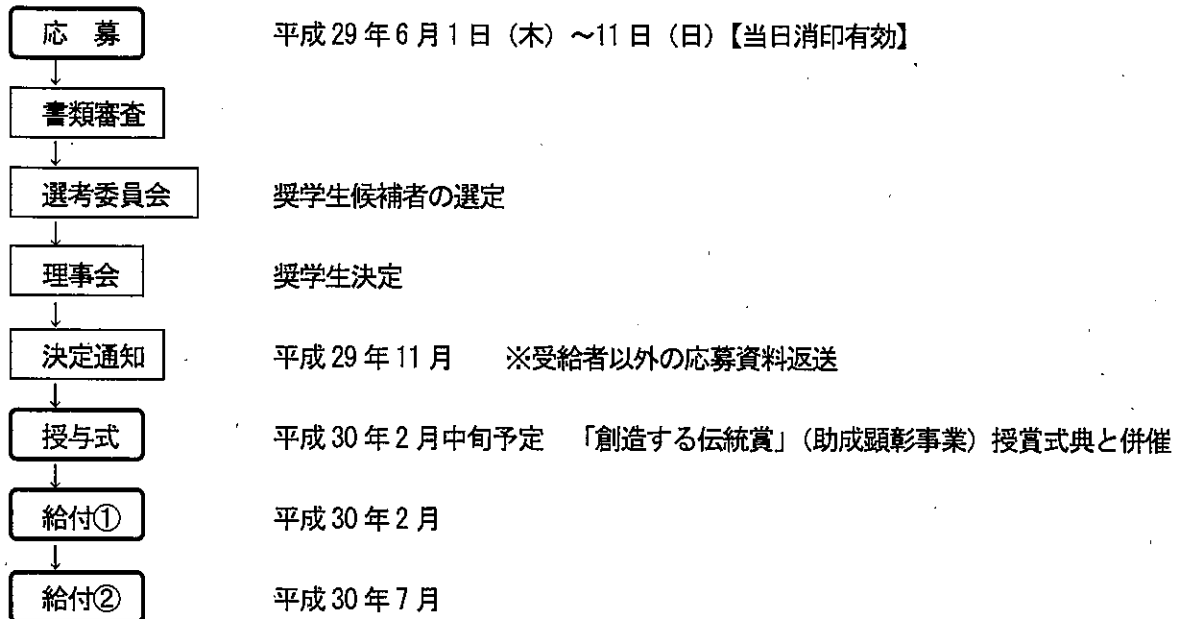 応　募　平成29年6月1日（木）～11日（日）【当日消印有効】
↓
書類審査
↓
選考委員会　奨学生候補者の選定
↓
理事会　奨学生決定
↓
決定通知　平成29年11月　※受給者以外の応募資料返送
↓
授与式　平成30年2月中旬予定　「創造する伝統賞」（助成顕彰事業）授賞式典と併催
↓
給付①　平成30年2月
↓
給付②　平成30年7月